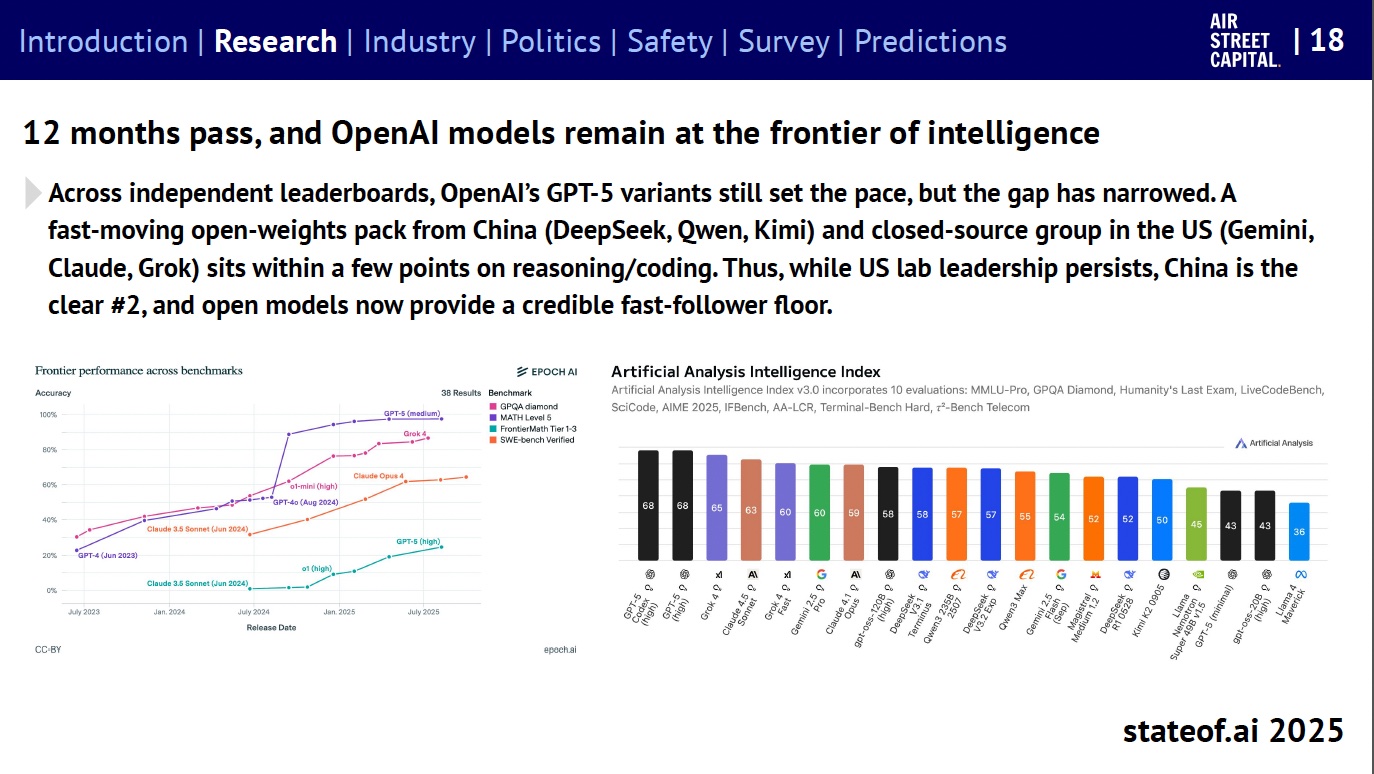 Introduction | Research | Industry | Politics | Safety | Survey | Predictions
AIR
STREET
CAPITAL.
| 18
12 months pass, and OpenAI models remain at the frontier of intelligence
Across independent leaderboards, OpenAI's GPT-5 variants still set the pace, but the gap has narrowed. A
fast-moving open-weights pack from China (DeepSeek, Qwen, Kimi) and closed-source group in the US (Gemini,
Claude, Grok) sits within a few points on reasoning/coding. Thus, while US lab leadership persists, China is the
clear #2, and open models now provide a credible fast-follower floor.
Frontier performance across benchmarks
EPOCH AI
Accuracy
38 Results
Benchmark
GPQA diamond
MATH Level 5
FrontierMath Tier 1-3
SWE-bench Verified
100%
80%
60%
40%
20%
0%
GPT-5 (medium)
Grok 4
Claude Opus 4
o1-mini (high)
GPT-4o (Aug 2024)
Claude 3.5 Sonnet (Jun 2024)
GPT-4 (Jun 2023)
GPT-5 (high)
o1 (high)
Claude 3.5 Sonnet (Jun 2024)
July 2023
Jan. 2024
July 2024
Jan. 2025
July 2025
Release Date
CC-BY
epoch.ai
Artificial Analysis Intelligence Index
Artificial Analysis Intelligence Index v3.0 incorporates 10 evaluations: MMLU-Pro, GPQA Diamond, Humanity's Last Exam, LiveCodeBench,
SciCode, AIME 2025, IFBench, AA-LCR, Terminal-Bench Hard, τ²-Bench Telecom
Artificial Analysis
68
68
65
63
60
60
59
58
58
57
57
55
54
52
52
50
45
43
43
36
GPT-5
Codex
(high)
GPT-5
(high)
Grok 4
Claude 4.5
Sonnet
Grok 4
Fast
Gemini 2.5
Pro
Claude 4.1
Opus
gpt-oss-120B
(high)
DeepSeek
V3.1
Terminus
Qwen3 235B
2507
DeepSeek
V3.2 Exp
Qwen3 Max
Gemini 2.5
Flash
(Sep)
Magistral
Medium 1.2
DeepSeek
R1 0528
Kimi K2 0905
Llama
Nemotron
Super 49B v1.5
GPT-5 (minimal)
gpt-oss-20B
(high)
Llama 4
Maverick
stateof.ai 2025